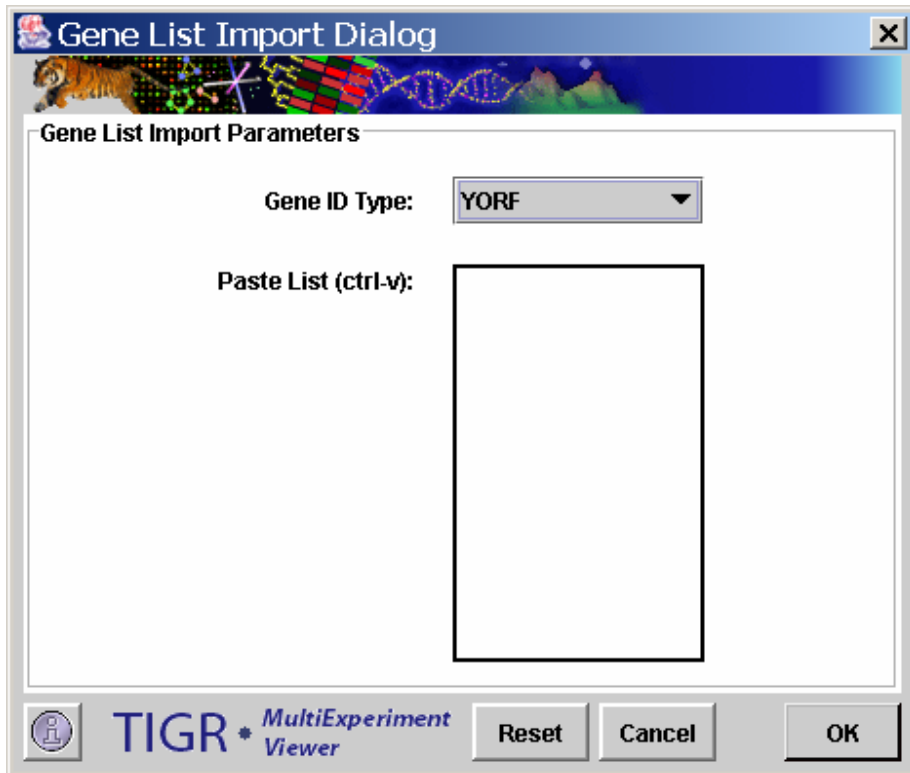 Gene List Import Dialog
Gene List Import Parameters
Gene ID Type: YORF
Paste List (ctrl-v):
TIGR MultiExperiment
Viewer
Reset Cancel OK